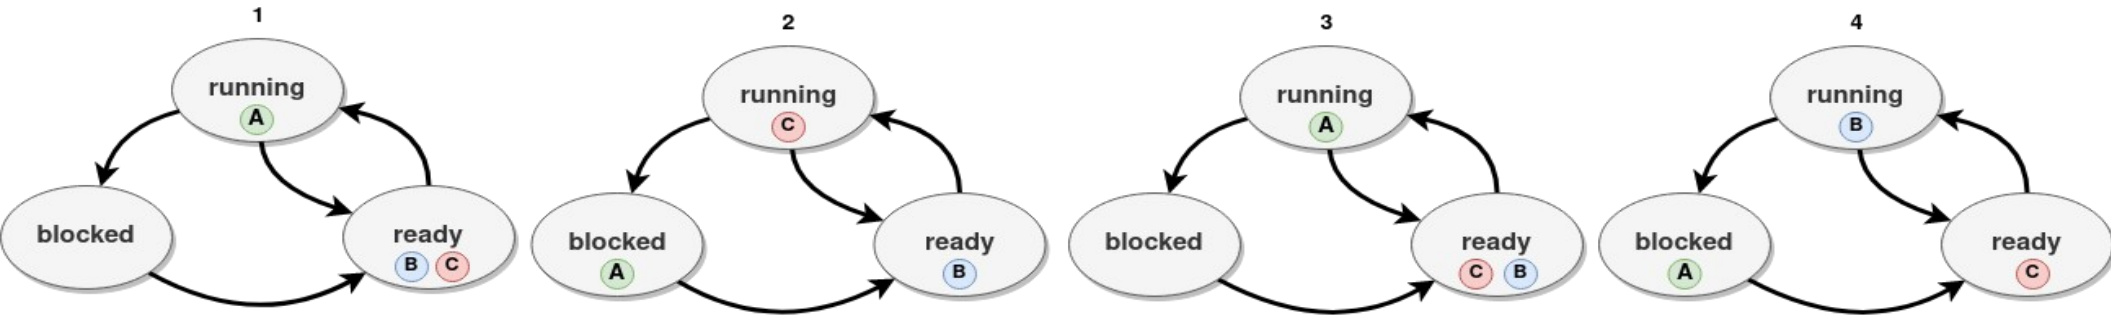 1
running
A
blocked
ready
B C
2
running
C
blocked
A
ready
B
3
running
A
blocked
ready
C B
4
running
B
blocked
A
ready
C